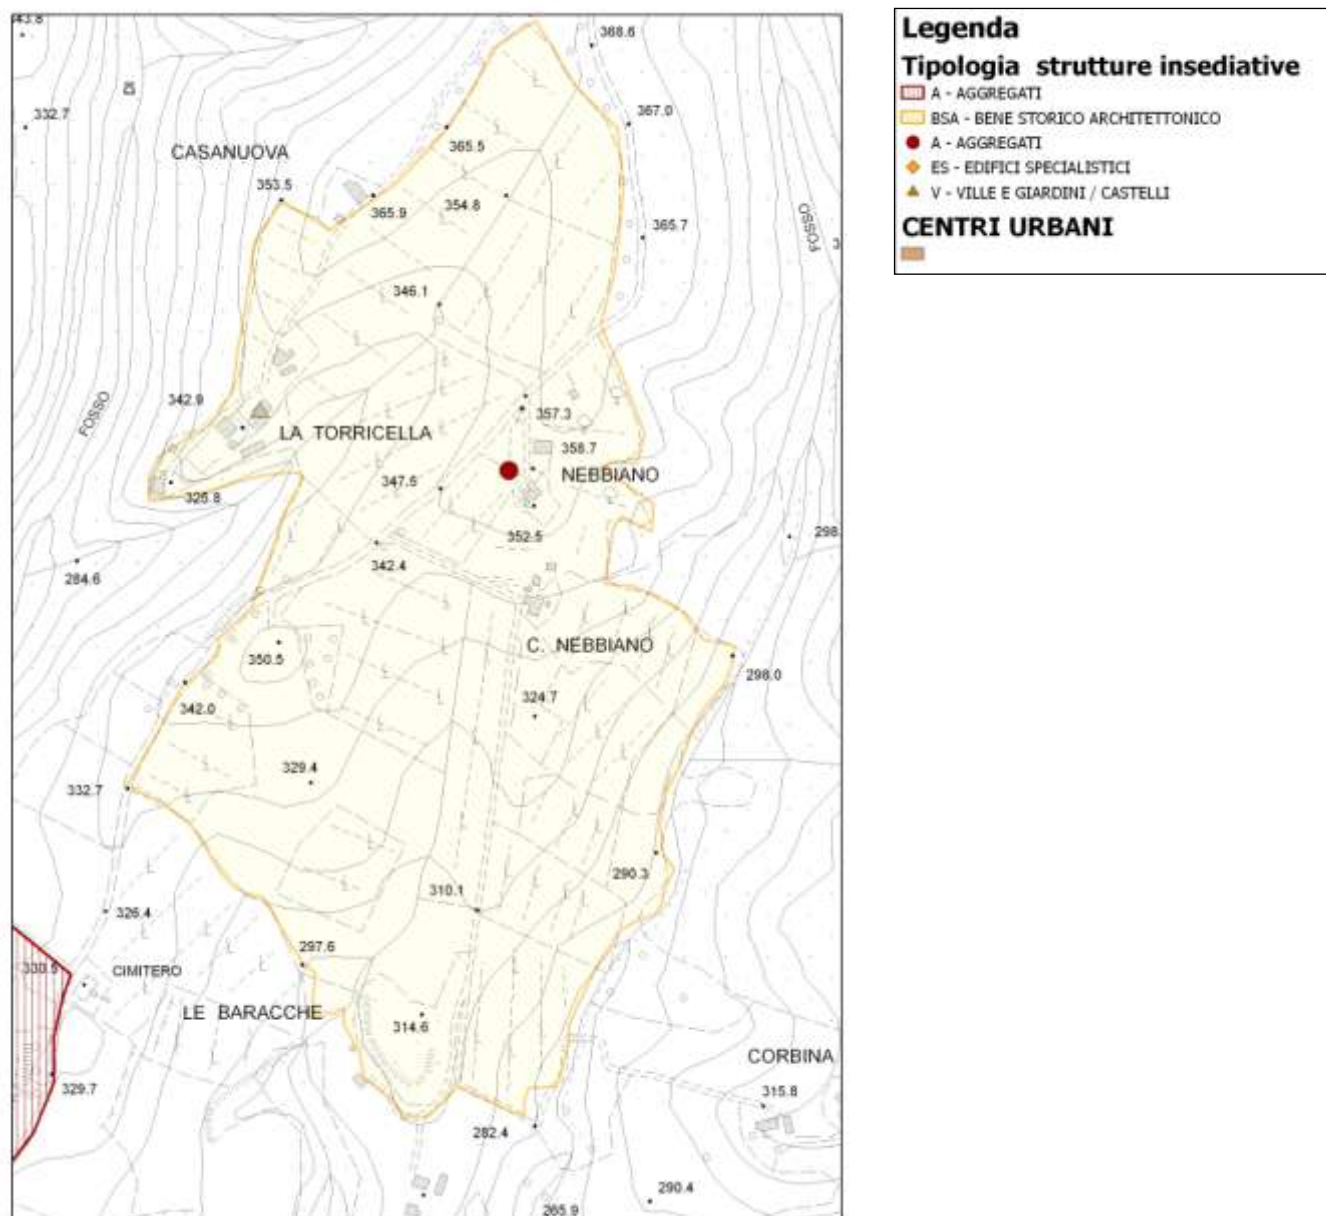 368.6
332.7
367.0
CASANUOVA
365.5
353.5
365.9
354.8
365.7
FOSSO
346.1
342.9
FOSSO
LA TORRICELLA
357.3
358.7
347.5
NEBBIANO
325.8
352.5
298.
284.6
342.4
C. NEBBIANO
350.5
298.0
342.0
324.7
329.4
332.7
290.3
310.1
326.4
297.6
330.5
CIMITERO
LE BARACCHE
314.6
CORBINA
329.7
315.8
282.4
290.4
265.9
Legenda
Tipologia strutture insediative
A - AGGREGATI
BSA - BENE STORICO ARCHITETTONICO
A - AGGREGATI
ES - EDIFICI SPECIALISTICI
V - VILLE E GIARDINI / CASTELLI
CENTRI URBANI